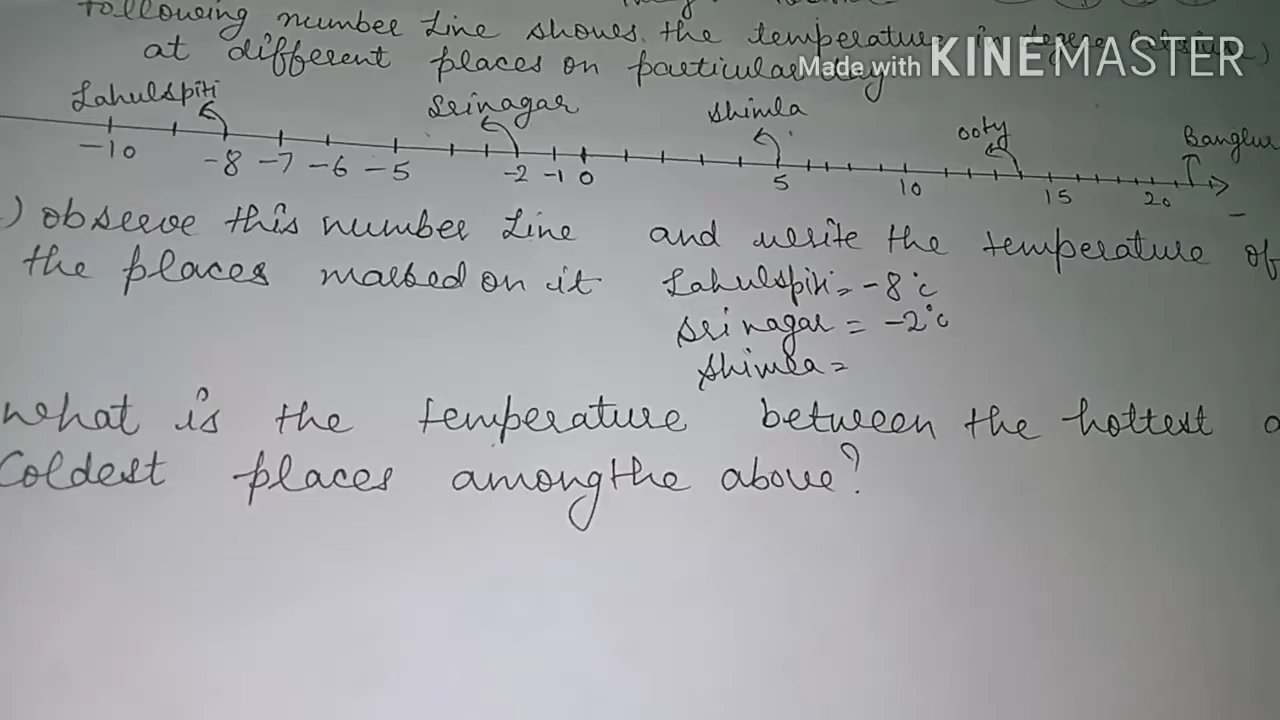 following number line shows the temperature
at different places on particular day
Made with KINEMASTER
Lahulspiti Srinagar Shimla ooty Banglur
-10 -8 -7 -6 -5 -2 -1 0 5 10 15 20
.) observe this number line and write the temperature of
the places marked on it Lahulspiti = -8°c
Srinagar = -2°c
Shimla =
What is the temperature between the hottest a
Coldest places among the above?